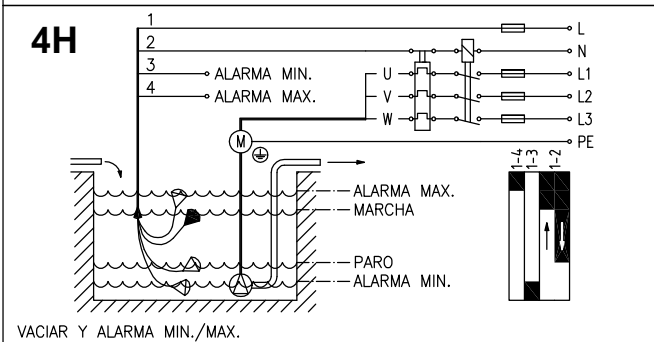 4H
1
2
3
4
ALARMA MIN.
ALARMA MAX.
U
V
W
L
N
L1
L2
L3
PE
M
ALARMA MAX.
MARCHA
PARO
ALARMA MIN.
1-4
1-3
1-2
VACIAR Y ALARMA MIN./MAX.